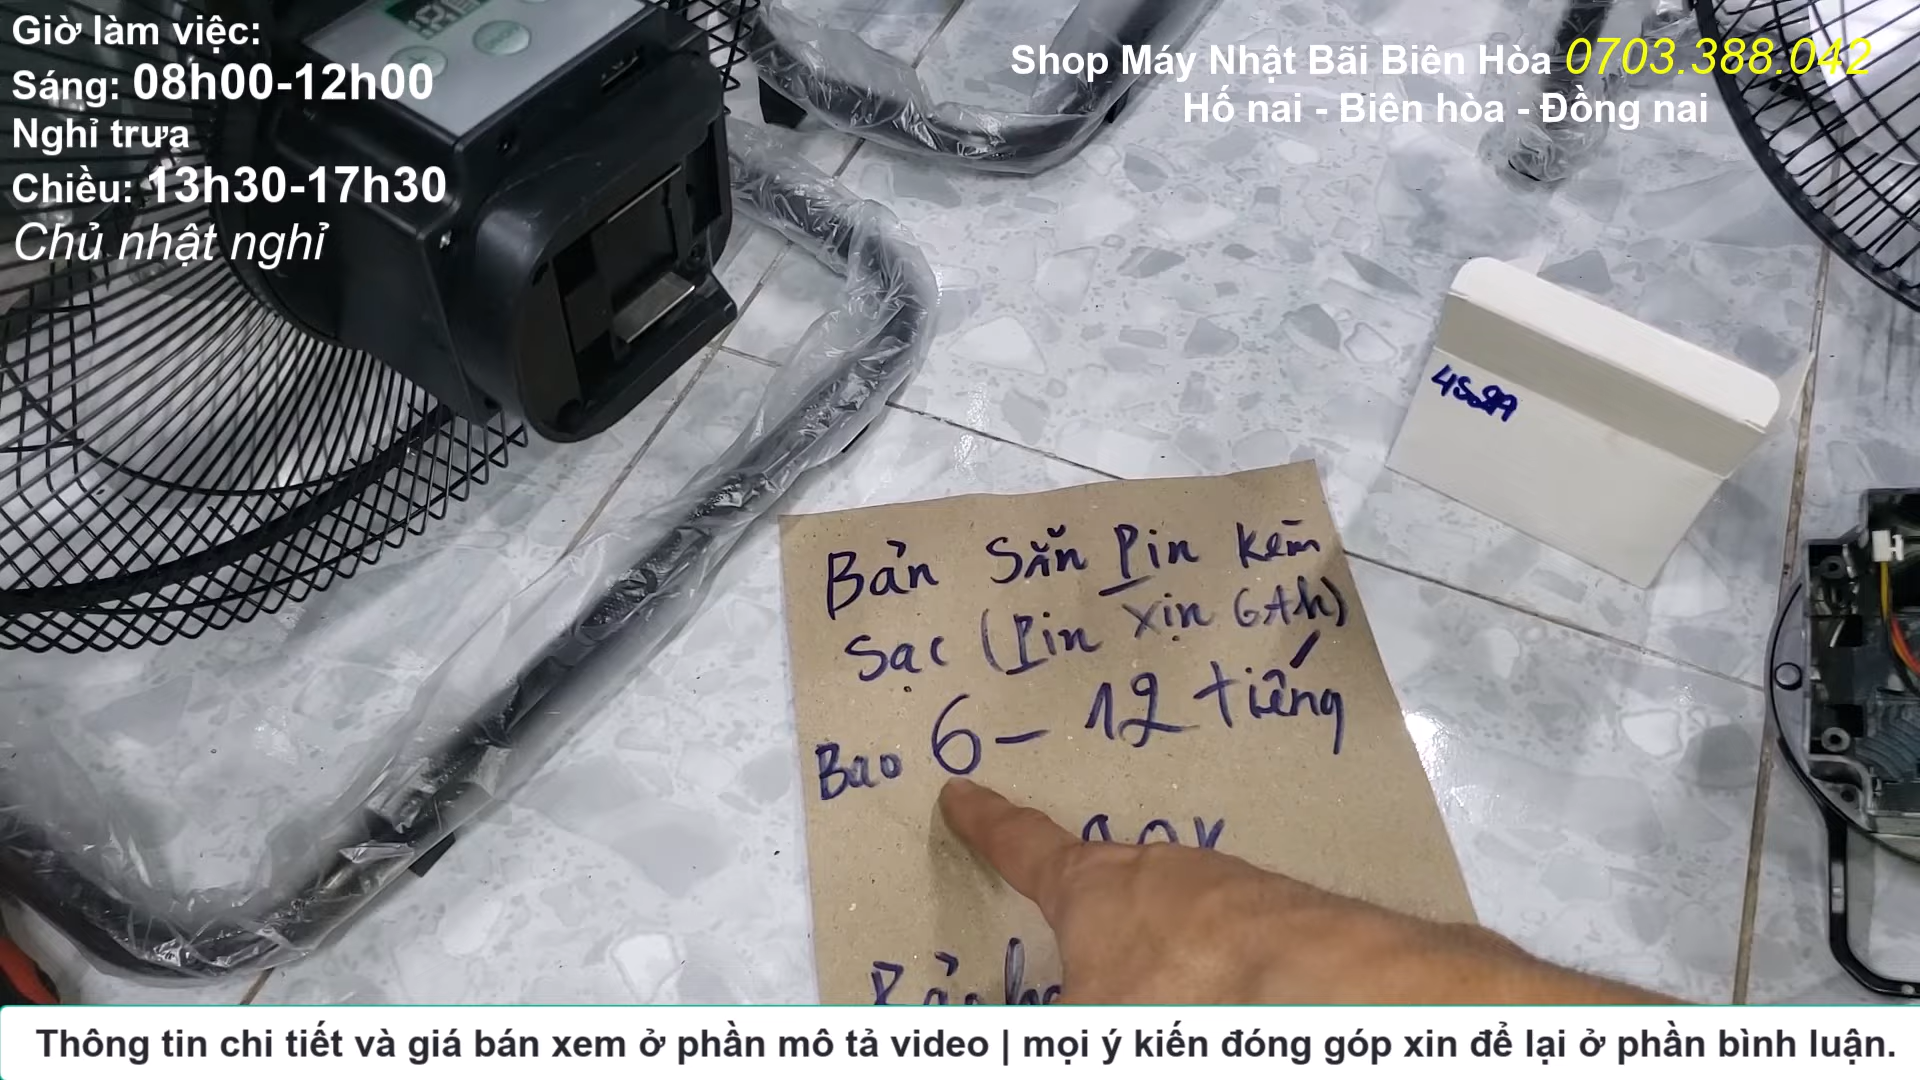 Giờ làm việc:
Sáng: 08h00-12h00
Nghỉ trưa
Chiều: 13h30-17h30
Chủ nhật nghỉ
Shop Máy Nhật Bãi Biên Hòa 0703.388.042
Hố nai - Biên hòa - Đồng nai
Bản Sẵn Pin kèm
Sạc (Pin xịn 6Ah)
Bao 6 - 12 tiếng
Thông tin chi tiết và giá bán xem ở phần mô tả video | mọi ý kiến đóng góp xin để lại ở phần bình luận.